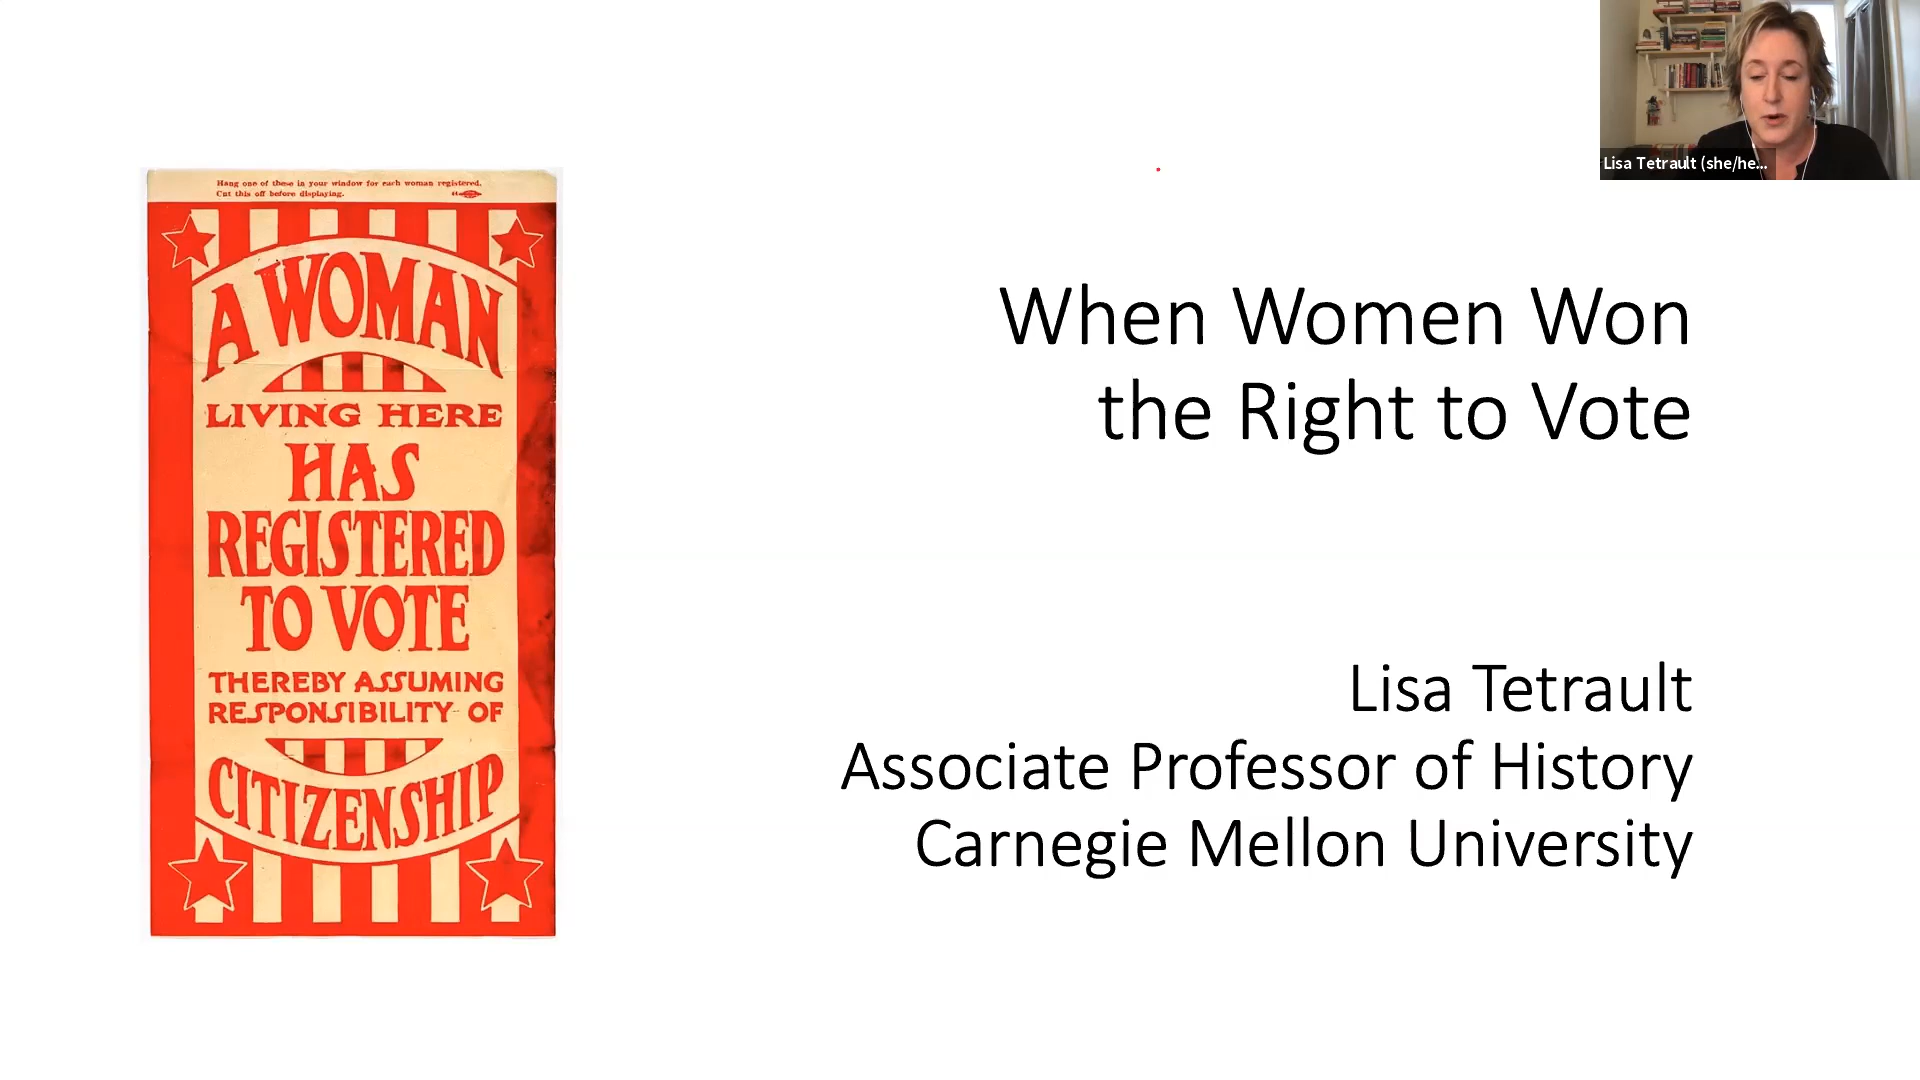 Lisa Tetrault (she/he...
Hang one of these in your window for each woman registered.
Cut this off before displaying.
A WOMAN
LIVING HERE
HAS
REGISTERED
TO VOTE
THEREBY ASSUMING
RESPONSIBILITY OF
CITIZENSHIP
When Women Won
the Right to Vote
Lisa Tetrault
Associate Professor of History
Carnegie Mellon University